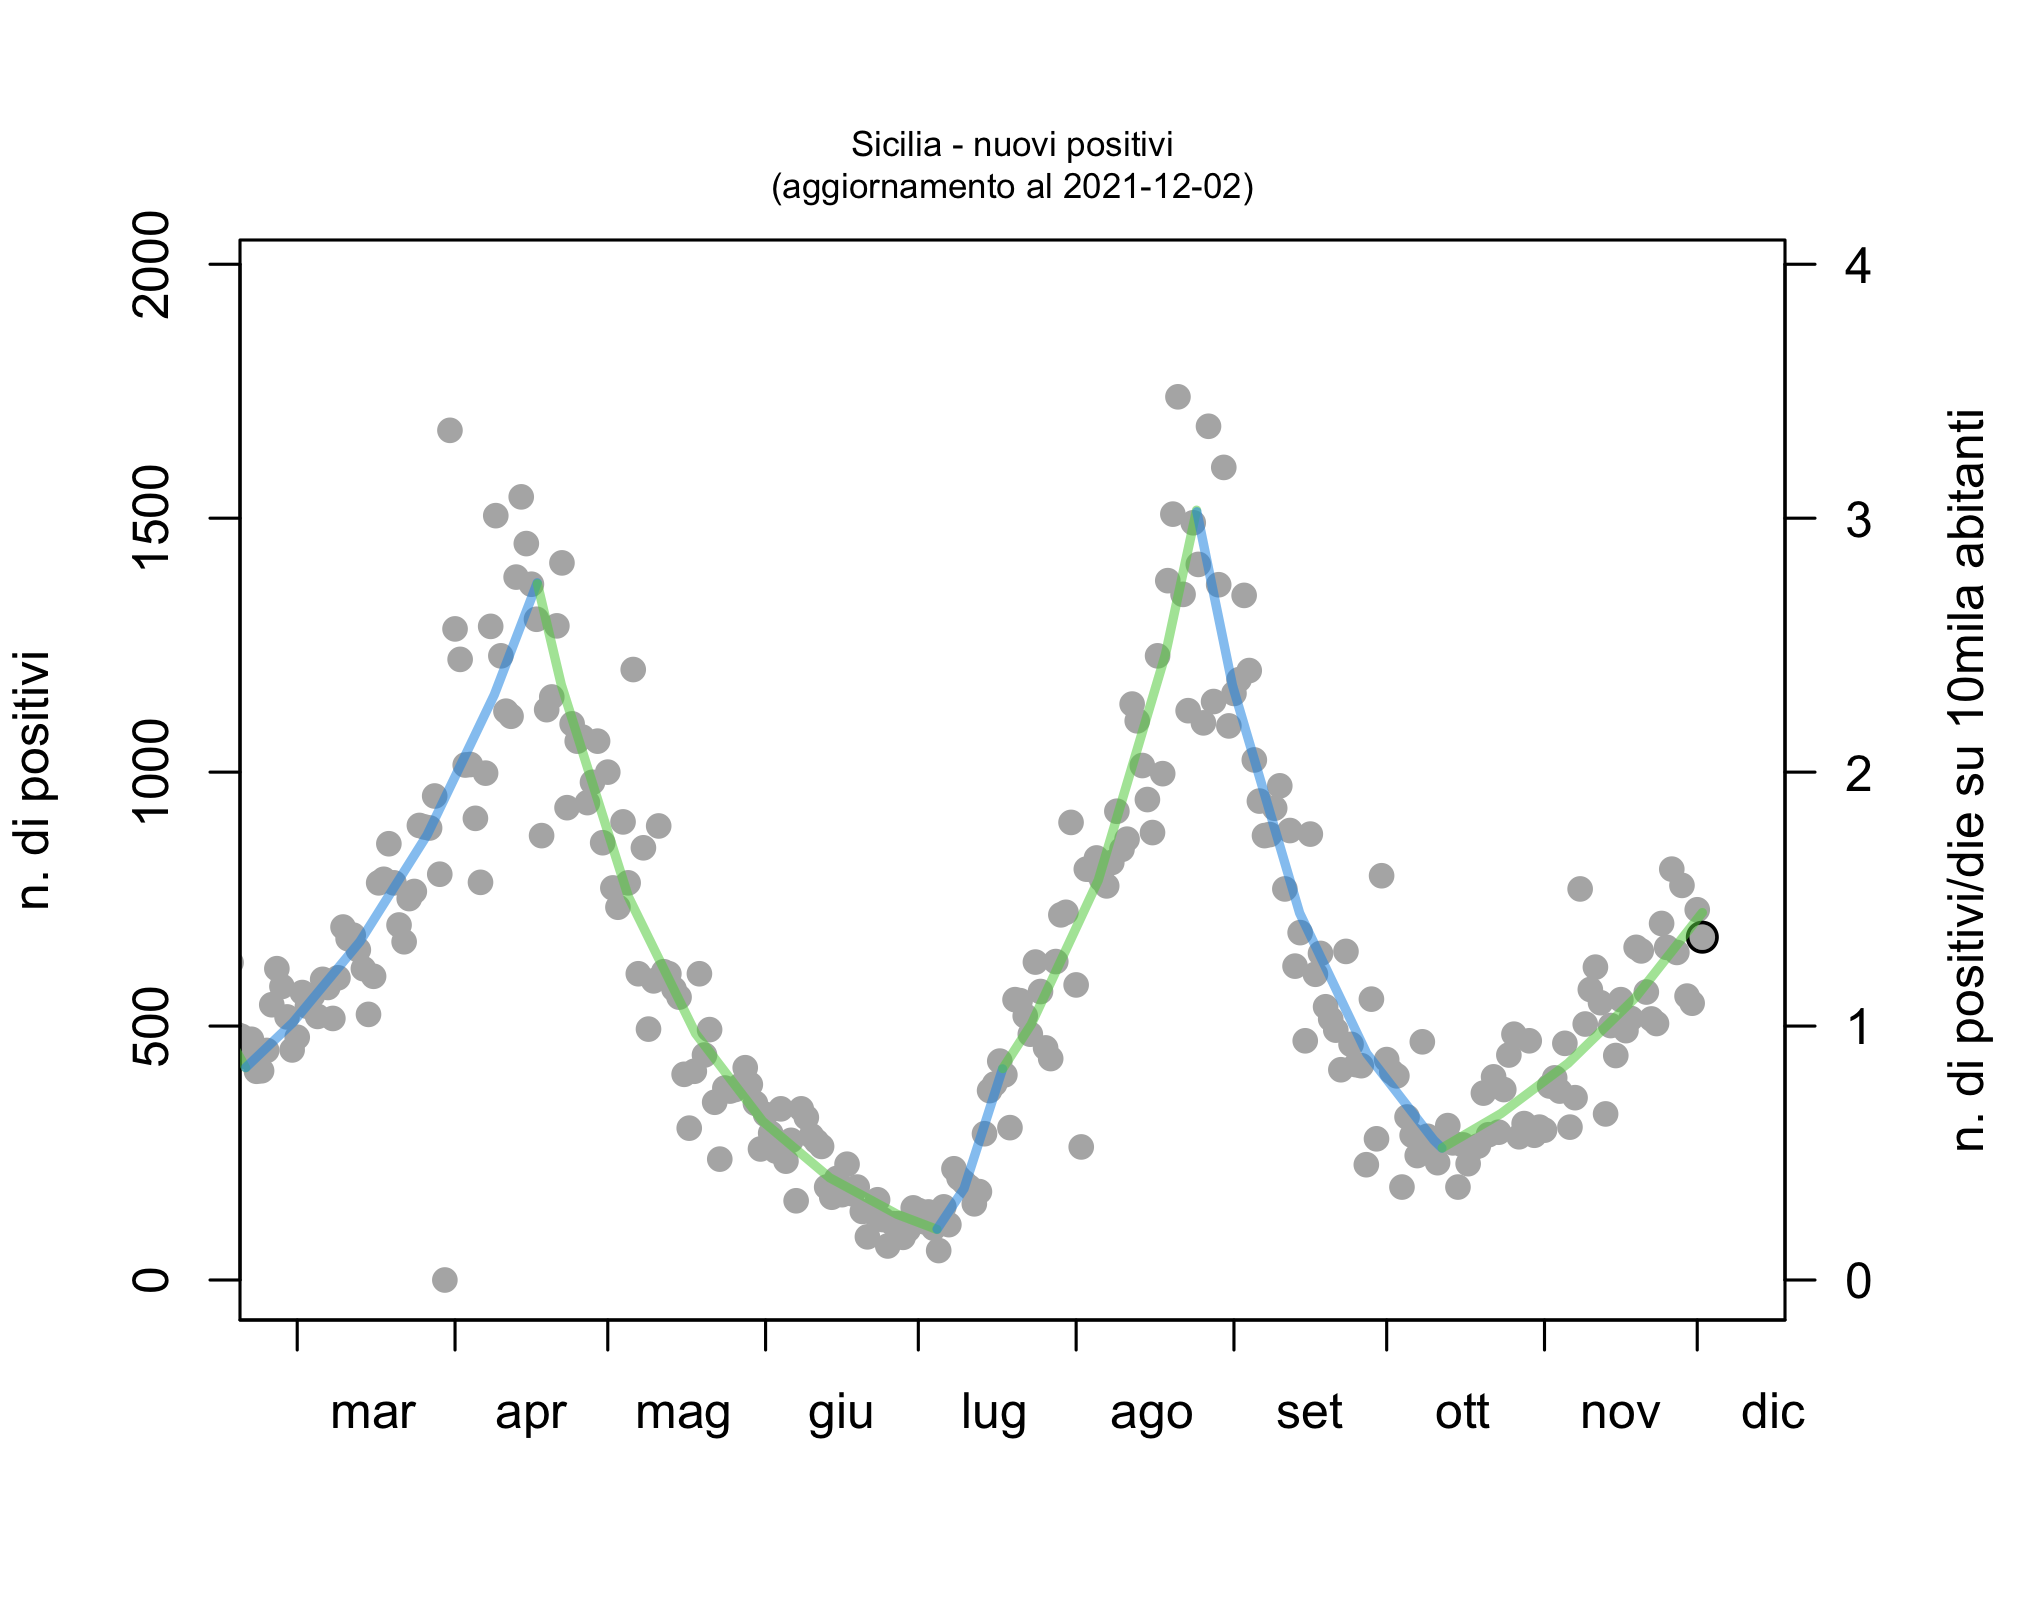 Sicilia - nuovi positivi
(aggiornamento al 2021-12-02)
n. di positivi
2000
1500
1000
500
0
4
3
2
1
0
n. di positivi/die su 10mila abitanti
mar apr mag giu lug ago set ott nov dic